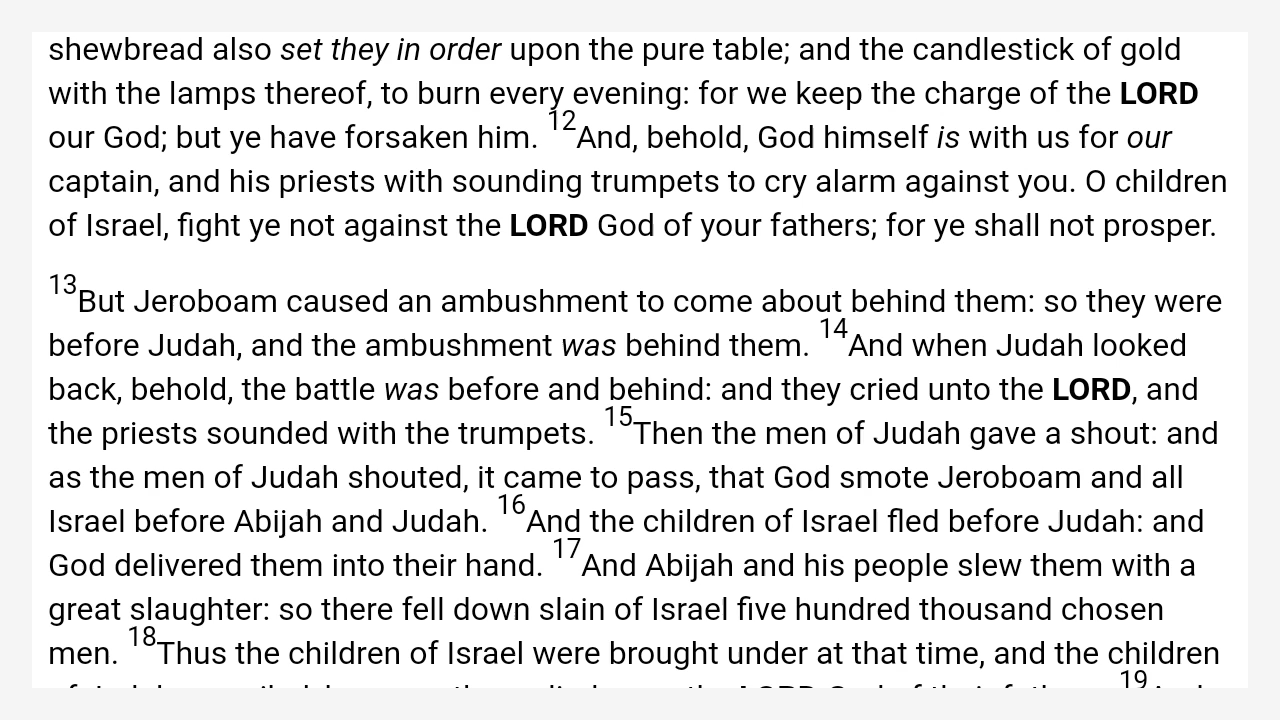 shewbread also set they in order upon the pure table; and the candlestick of gold
with the lamps thereof, to burn every evening: for we keep the charge of the LORD
our God; but ye have forsaken him. 12And, behold, God himself is with us for our
captain, and his priests with sounding trumpets to cry alarm against you. O children
of Israel, fight ye not against the LORD God of your fathers; for ye shall not prosper.
13But Jeroboam caused an ambushment to come about behind them: so they were
before Judah, and the ambushment was behind them. 14And when Judah looked
back, behold, the battle was before and behind: and they cried unto the LORD, and
the priests sounded with the trumpets. 15Then the men of Judah gave a shout: and
as the men of Judah shouted, it came to pass, that God smote Jeroboam and all
Israel before Abijah and Judah. 16And the children of Israel fled before Judah: and
God delivered them into their hand. 17And Abijah and his people slew them with a
great slaughter: so there fell down slain of Israel five hundred thousand chosen
men. 18Thus the children of Israel were brought under at that time, and the children
19